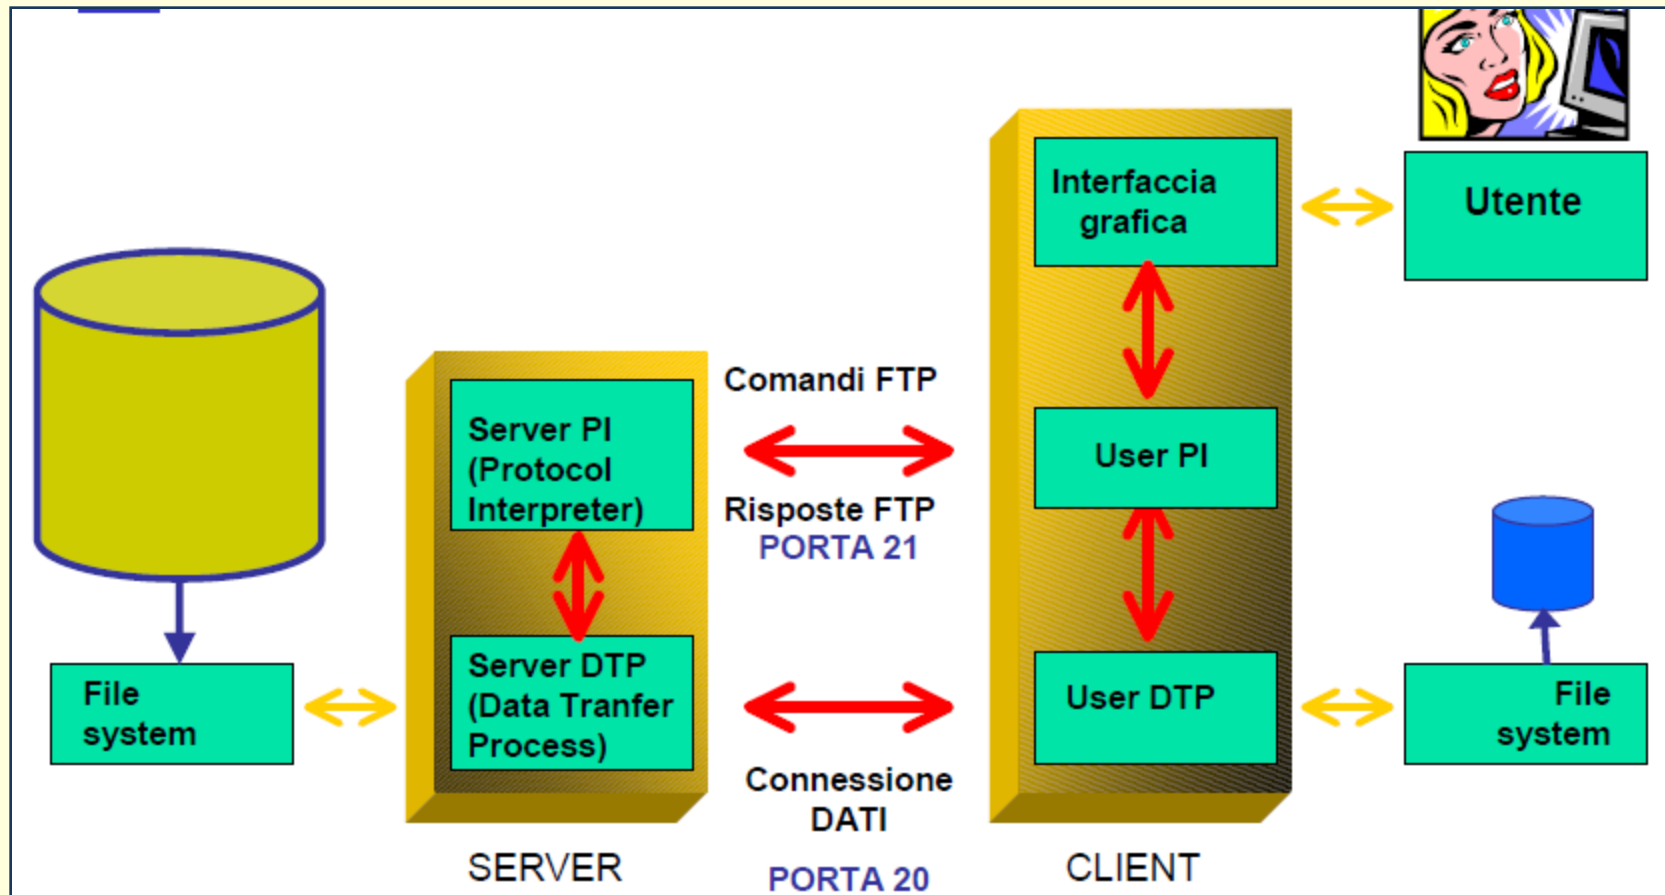 Interfaccia
grafica
Utente
Comandi FTP
Server PI
(Protocol
Interpreter)
User PI
Risposte FTP
PORTA 21
File
system
Server DTP
(Data Tranfer
Process)
User DTP
File
system
Connessione
DATI
SERVER
PORTA 20
CLIENT